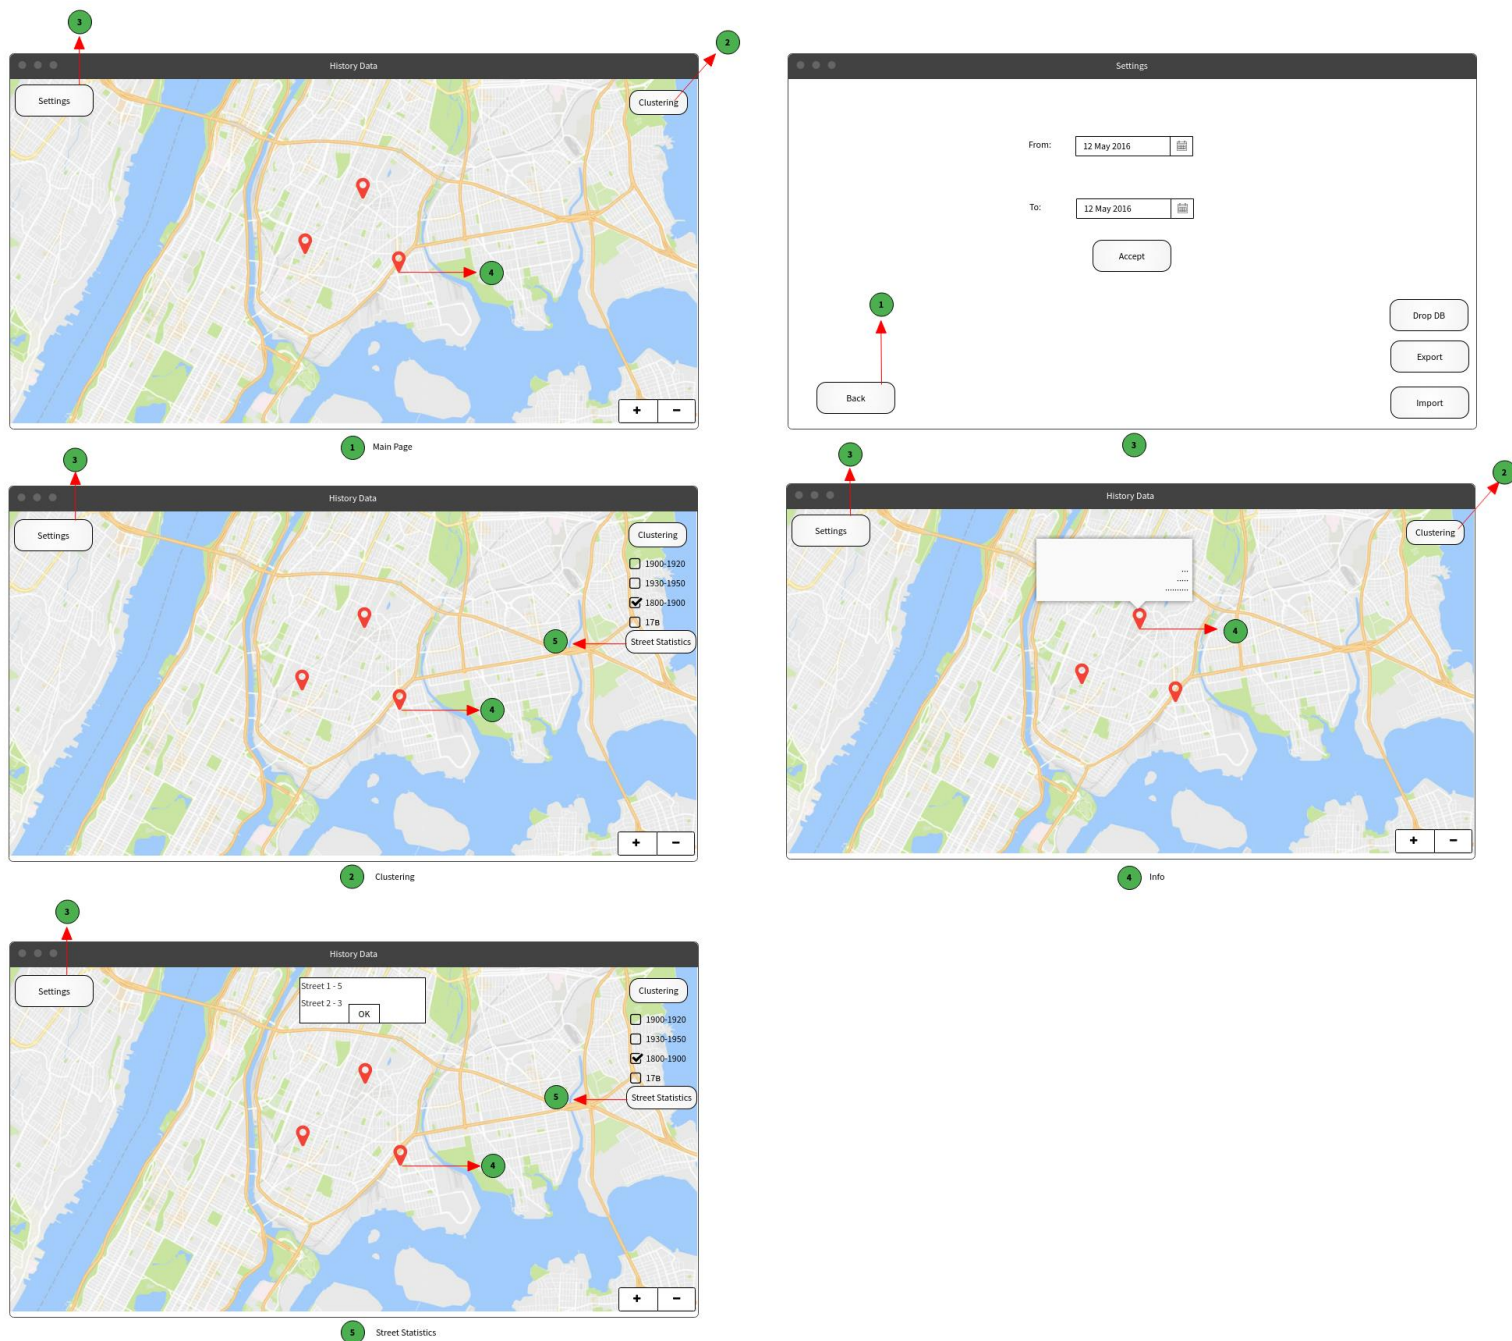 3
2
History Data
Settings
Clustering
4
+ −
1 Main Page
Settings
From: 12 May 2016
To: 12 May 2016
Accept
1
Drop DB
Export
Back
Import
3
3
History Data
Settings
Clustering
1900-1920
1930-1950
1800-1900
17в
5
Street Statistics
4
+ −
2 Clustering
3
2
History Data
Settings
Clustering
...
.....
..........
4
+ −
4 Info
3
History Data
Settings
Street 1 - 5
Street 2 - 3
OK
Clustering
1900-1920
1930-1950
1800-1900
17в
5
Street Statistics
4
+ −
5 Street Statistics